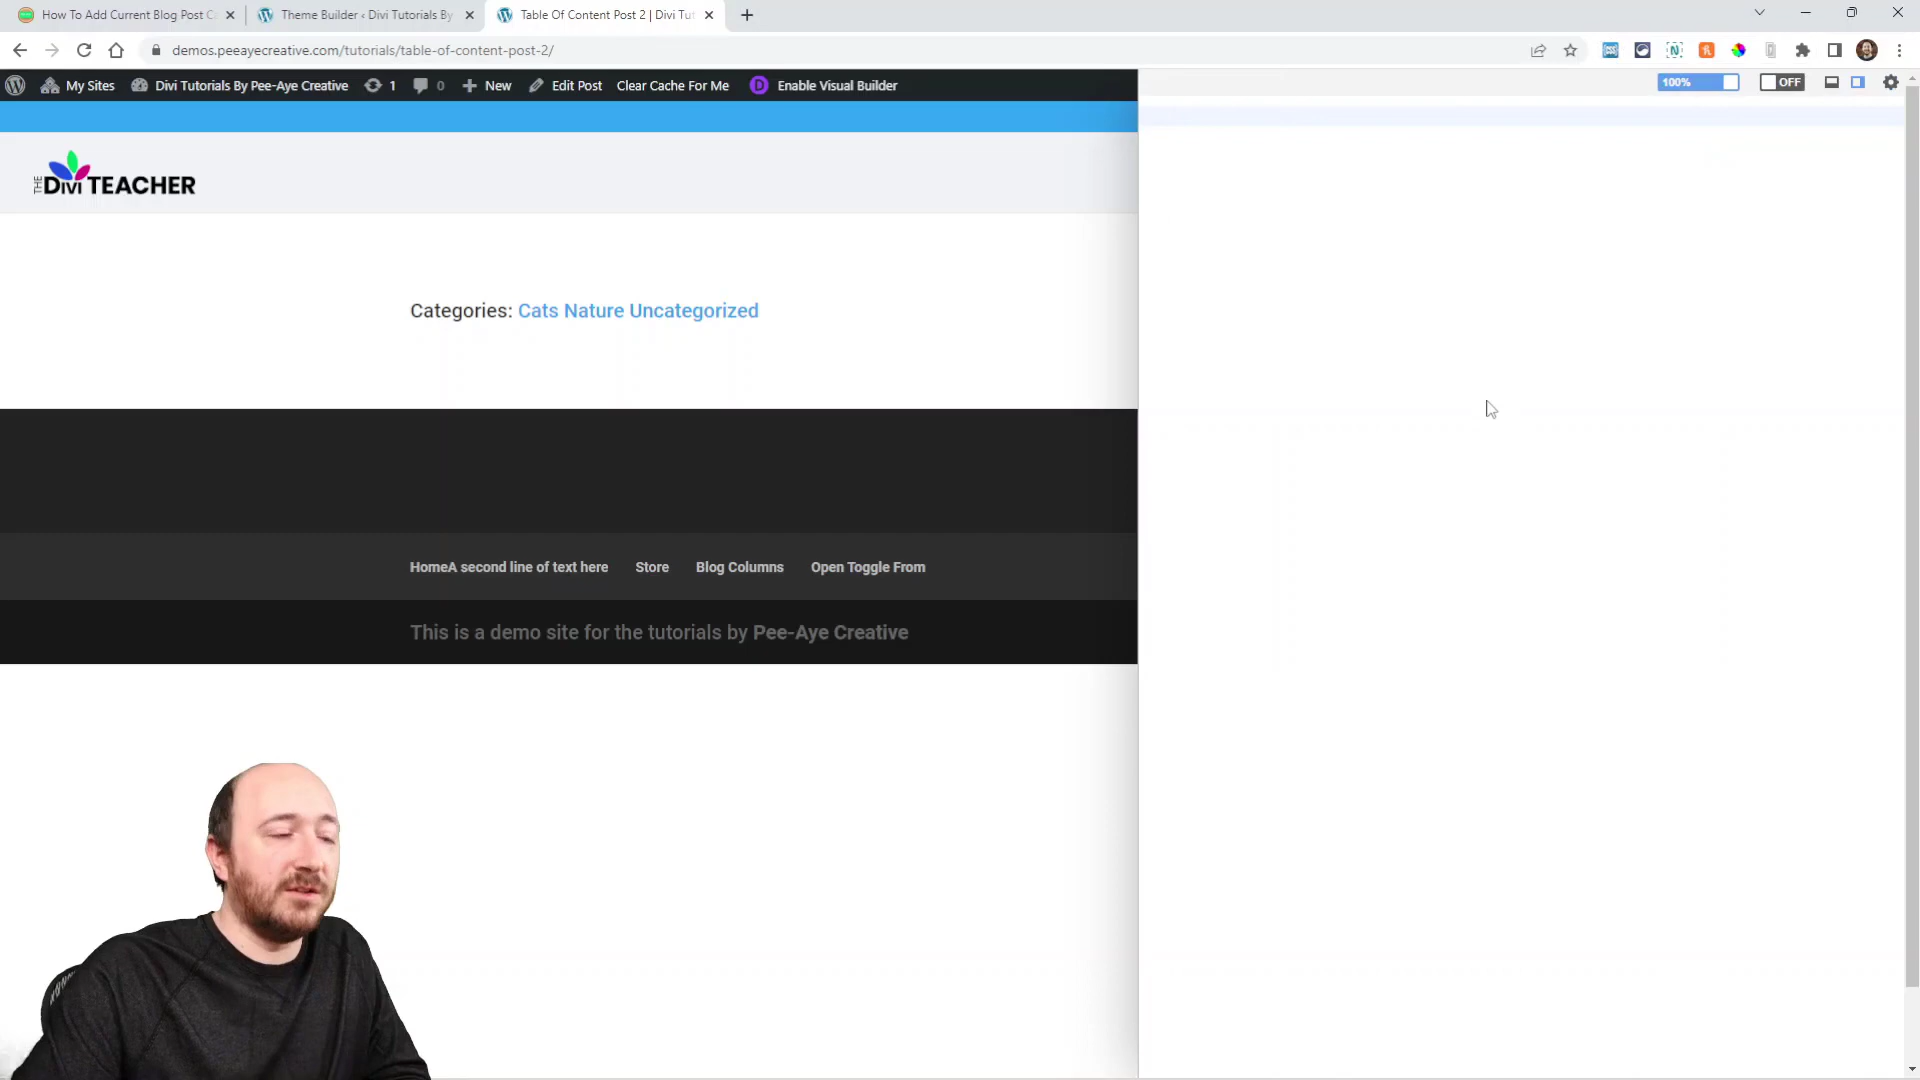 How To Add Current Blog Post C
Theme Builder ‹ Divi Tutorials By
Table Of Content Post 2 | Divi Tut
demos.peeayecreative.com/tutorials/table-of-content-post-2/
My Sites
Divi Tutorials By Pee-Aye Creative
1
0
New
Edit Post
Clear Cache For Me
D
Enable Visual Builder
100%
OFF
THE DIVI TEACHER
Categories: Cats Nature Uncategorized
HomeA second line of text here
Store
Blog Columns
Open Toggle From
This is a demo site for the tutorials by Pee-Aye Creative